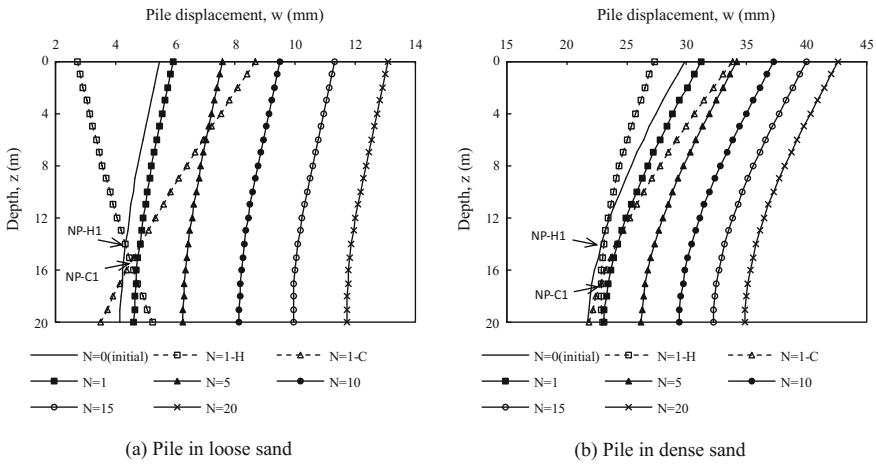 Pile displacement, w (mm)
2 4 6 8 10 12 14
0
4
8
12
16
20
Depth, z (m)
NP-H1
NP-C1
N=0(initial) N=1-H N=1-C
N=1 N=5 N=10
N=15 N=20
(a) Pile in loose sand
Pile displacement, w (mm)
15 20 25 30 35 40 45
0
4
8
12
16
20
Depth, z (m)
NP-H1
NP-C1
N=0(initial) N=1-H N=1-C
N=1 N=5 N=10
N=15 N=20
(b) Pile in dense sand